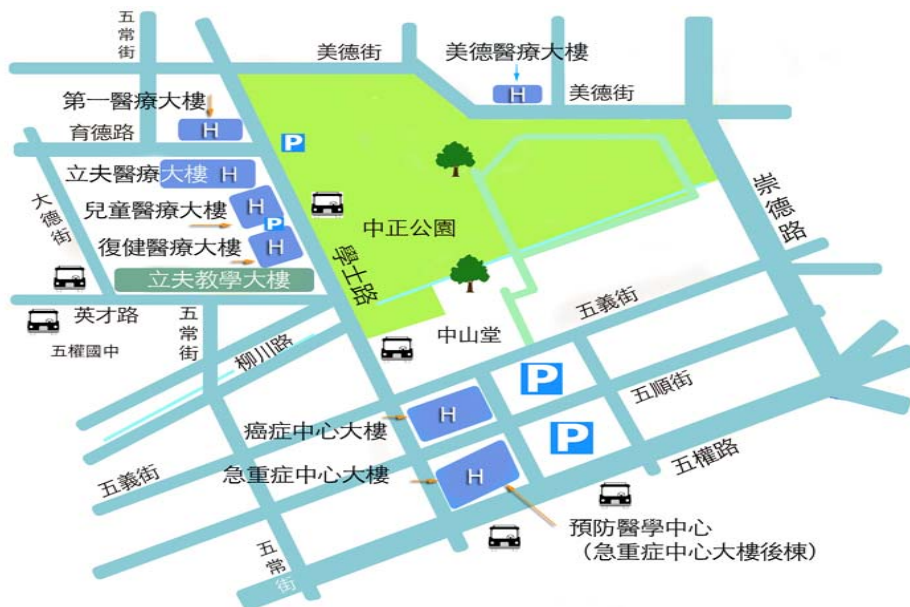 五常街
美德街
美德醫療大樓
H
美德街
第一醫療大樓
H
育德路
P
立夫醫療大樓 H
大德街
兒童醫療大樓
H
P
復健醫療大樓
H
立夫教學大樓
中正公園
崇德路
學士路
英才路
五常街
五權國中
柳川路
中山堂
五義街
P
五順街
癌症中心大樓
H
P
五義街
急重症中心大樓
H
五權路
預防醫學中心
(急重症中心大樓後棟)
五常街